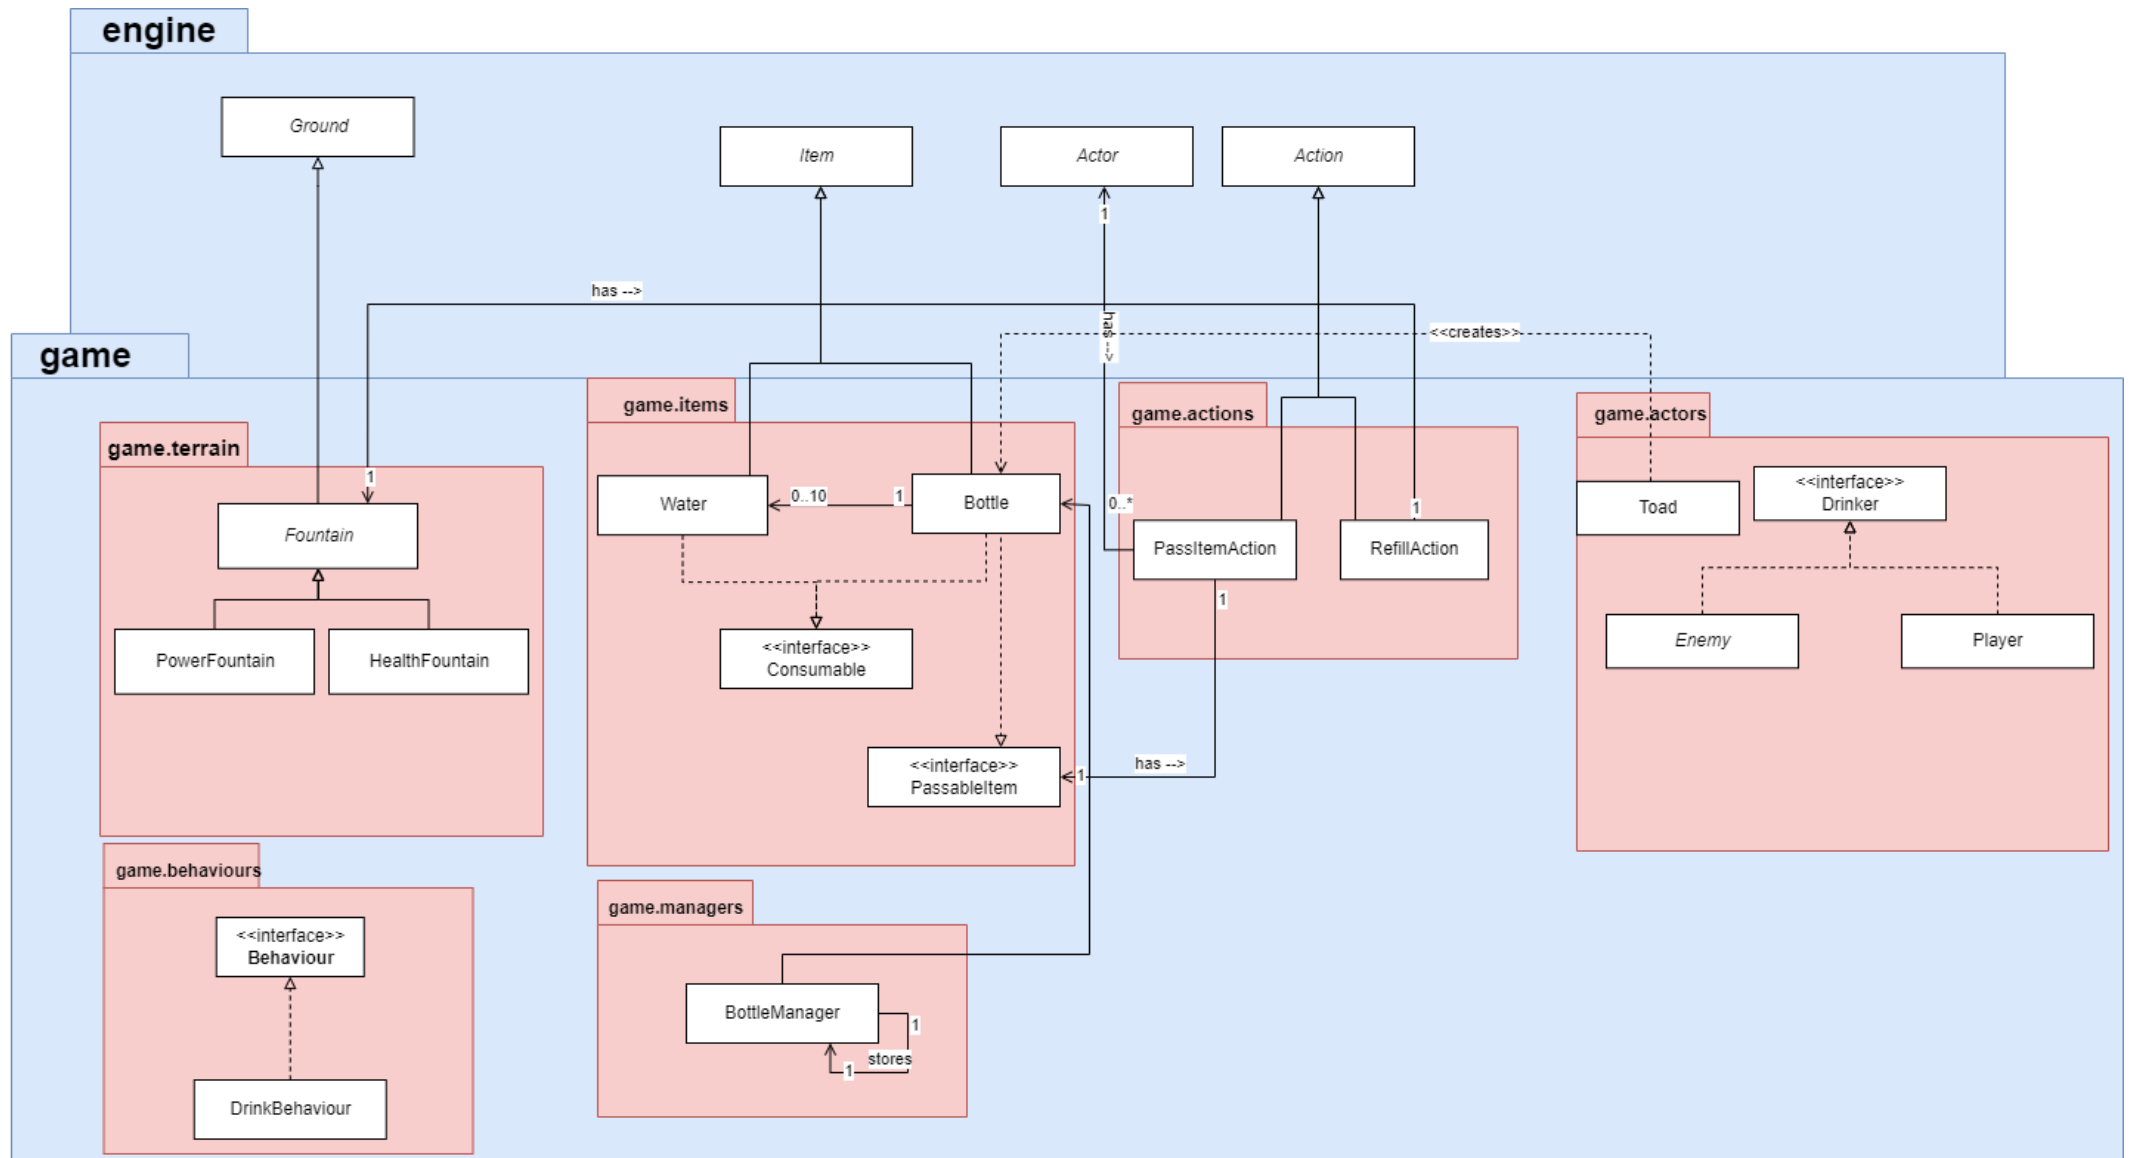 engine
Ground
Item
Actor
Action
1
has -->
has -->
<<creates>>
game
game.items
game.actions
game.actors
game.terrain
1
<<interface>>
Drinker
Water
0..10
1
Bottle
0..*
1
Toad
Fountain
PassItemAction
RefillAction
1
<<interface>>
Consumable
Enemy
Player
PowerFountain
HealthFountain
<<interface>>
PassableItem
1
has -->
game.behaviours
game.managers
<<interface>>
Behaviour
BottleManager
1
stores
1
DrinkBehaviour